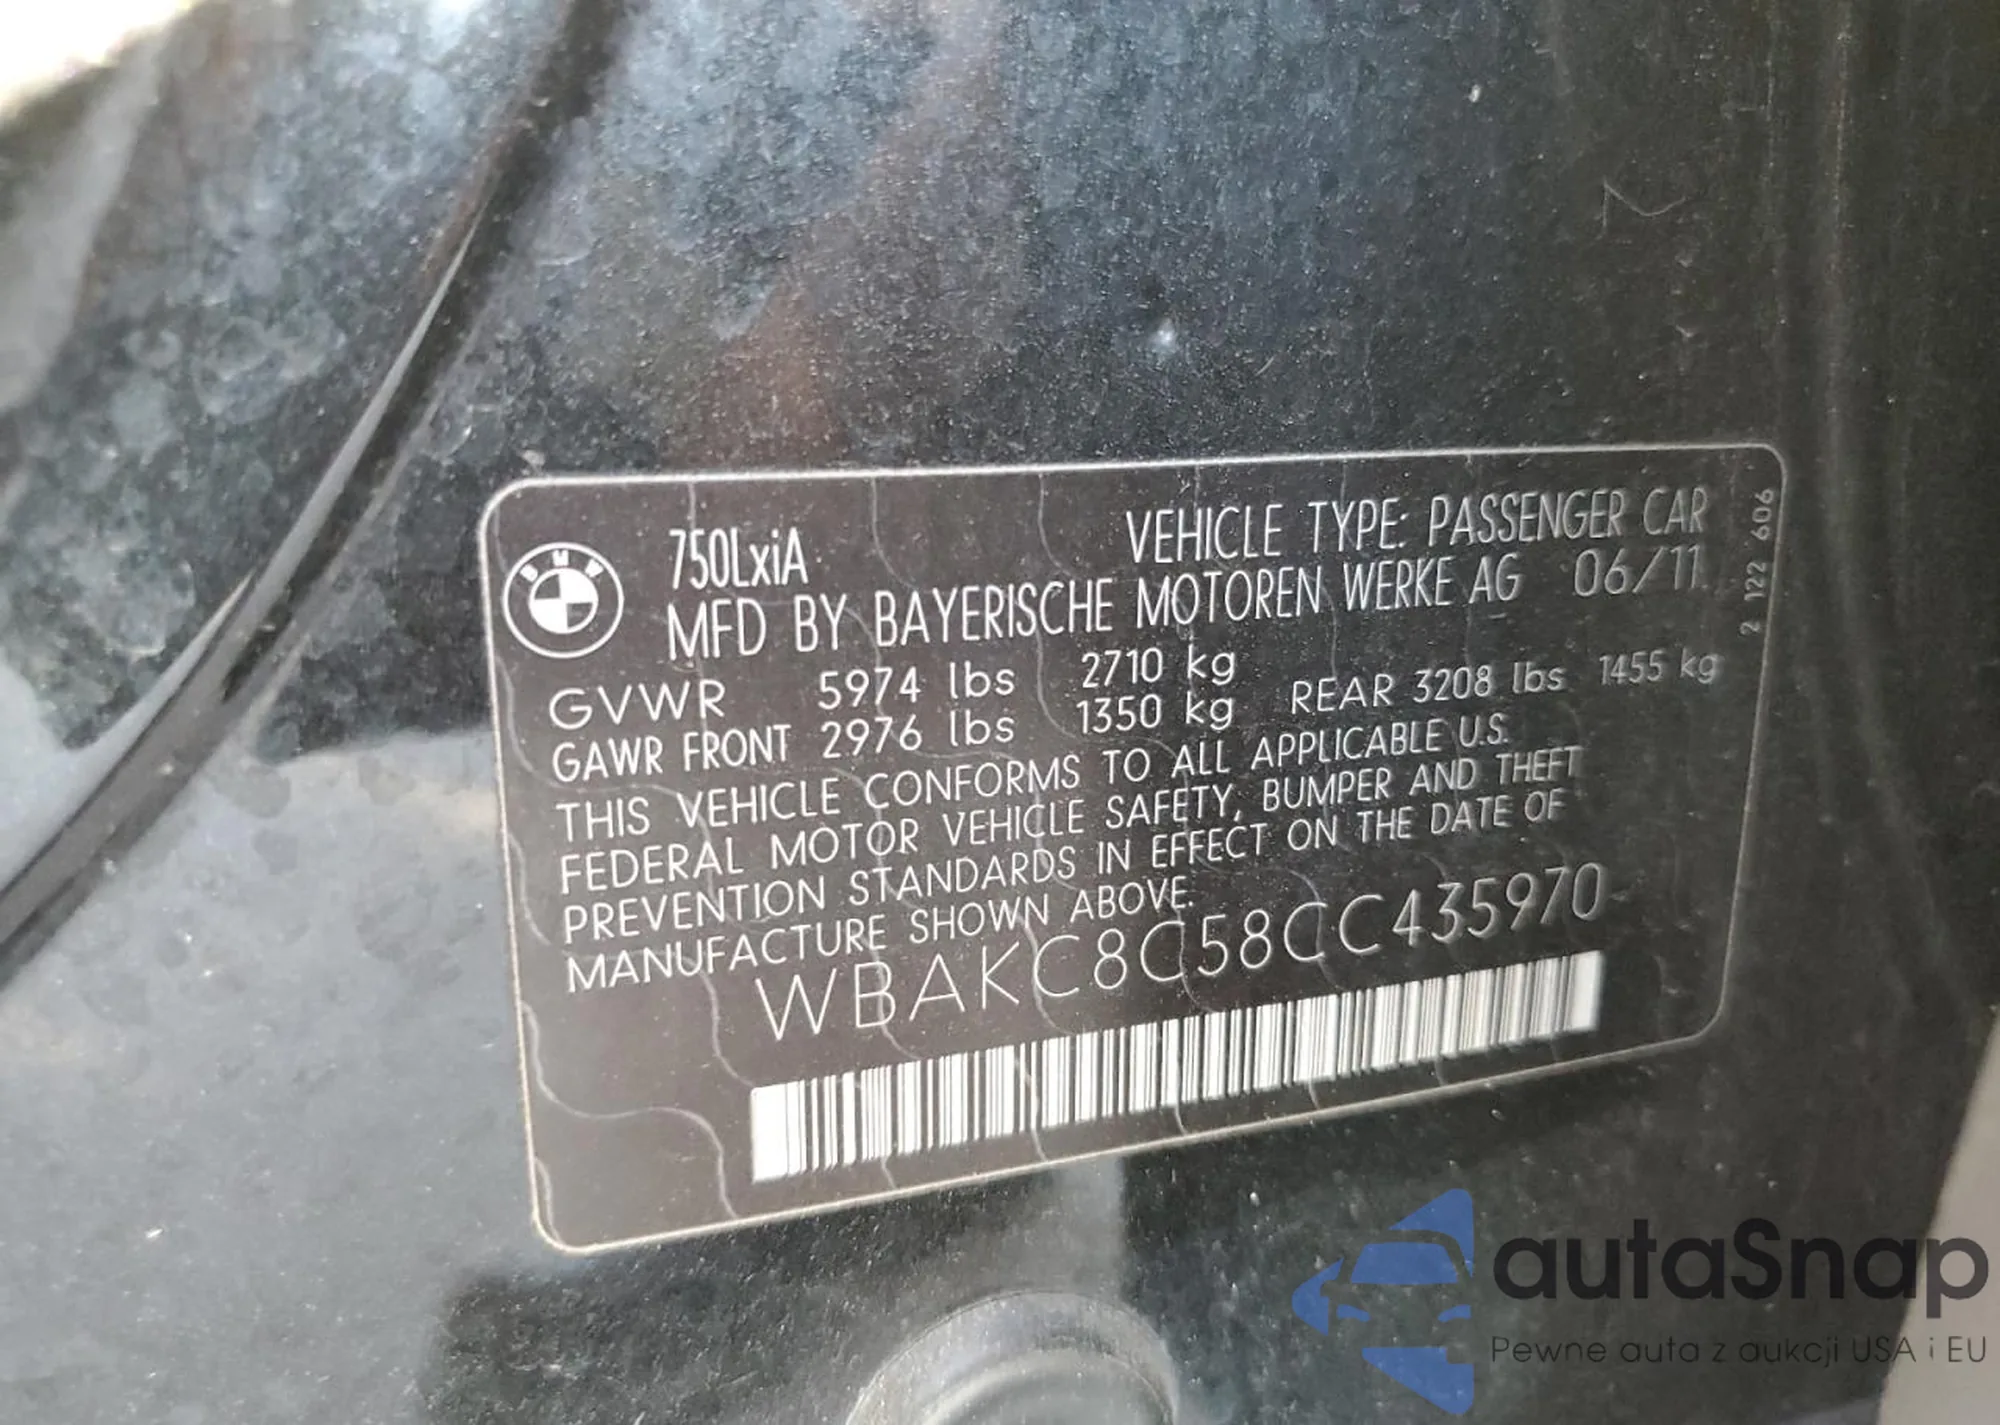 750LxiA
VEHICLE TYPE: PASSENGER CAR
MFD BY BAYERISCHE MOTOREN WERKE AG 06/11
GVWR 5974 lbs 2710 kg
GAWR FRONT 2976 lbs 1350 kg REAR 3208 lbs 1455 kg
THIS VEHICLE CONFORMS TO ALL APPLICABLE U.S.
FEDERAL MOTOR VEHICLE SAFETY, BUMPER AND THEFT
PREVENTION STANDARDS IN EFFECT ON THE DATE OF
MANUFACTURE SHOWN ABOVE.
WBAKC8C58CC435970
2 122 606
BMW
autaSnap
Pewne auta z aukcji USA i EU